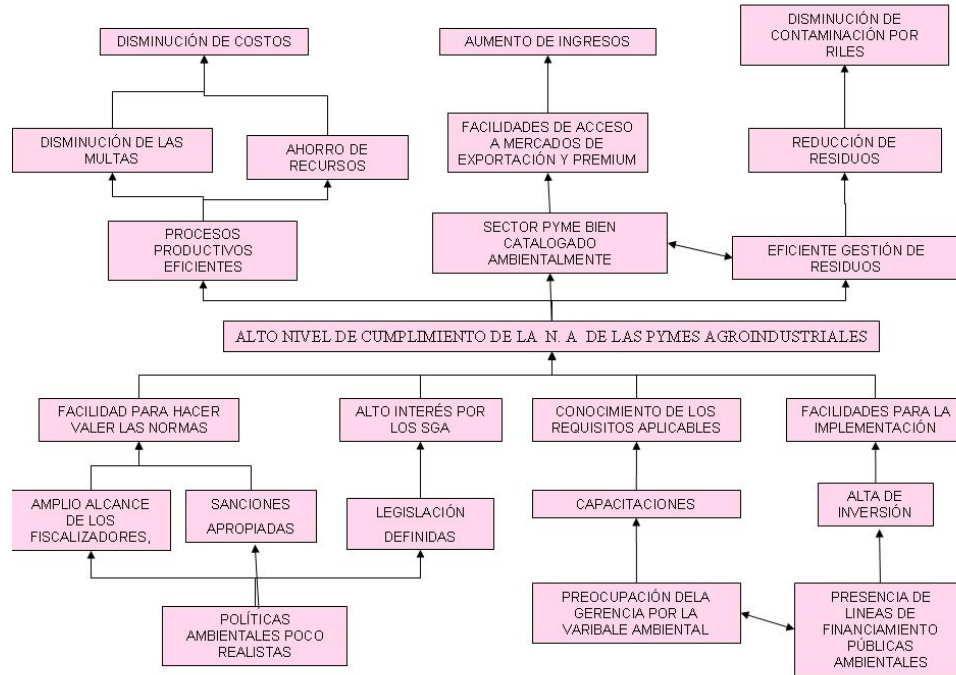 DISMINUCIÓN DE COSTOS
AUMENTO DE INGRESOS
DISMINUCIÓN DE
CONTAMINACIÓN POR
RILES
DISMINUCIÓN DE LAS
MULTAS
AHORRO DE
RECURSOS
FACILIDADES DE ACCESO
A MERCADOS DE
EXPORTACIÓN Y PREMIUM
REDUCCIÓN DE
RESIDUOS
PROCESOS
PRODUCTIVOS
EFICIENTES
SECTOR PYME BIEN
CATALOGADO
AMBIENTALMENTE
EFICIENTE GESTIÓN DE
RESIDUOS
ALTO NIVEL DE CUMPLIMIENTO DE LA N. A DE LAS PYMES AGROINDUSTRIALES
FACILIDAD PARA HACER
VALER LAS NORMAS
ALTO INTERÉS POR
LOS SGA
CONOCIMIENTO DE LOS
REQUISITOS APLICABLES
FACILIDADES PARA LA
IMPLEMENTACIÓN
AMPLIO ALCANCE
DE LOS
FISCALIZADORES,
SANCIONES
APROPIADAS
LEGISLACIÓN
DEFINIDAS
CAPACITACIONES
ALTA DE
INVERSIÓN
POLÍTICAS
AMBIENTALES POCO
REALISTAS
PREOCUPACIÓN DELA
GERENCIA POR LA
VARIBALE AMBIENTAL
PRESENCIA DE
LINEAS DE
FINANCIAMIENTO
PÚBLICAS
AMBIENTALES